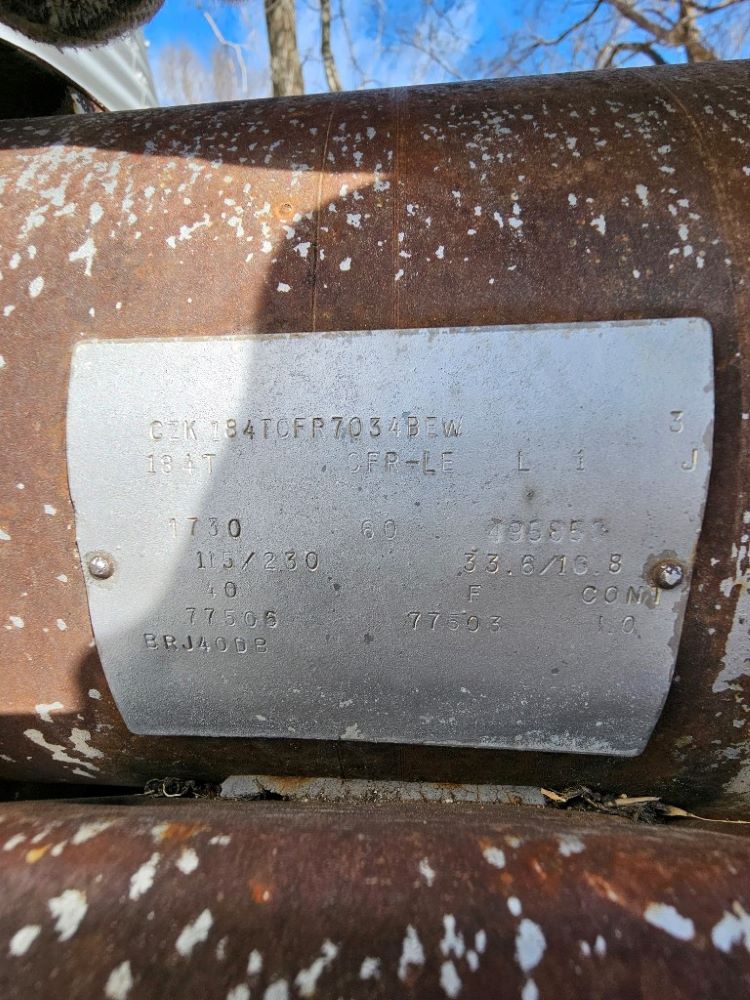 CZK 184TCFR7034BEW 3
184T CFR-LE L 1 J
1730 60
115/230 33.6/16.8
40 F CONT
77506 77503 1.0
BRJ40DB